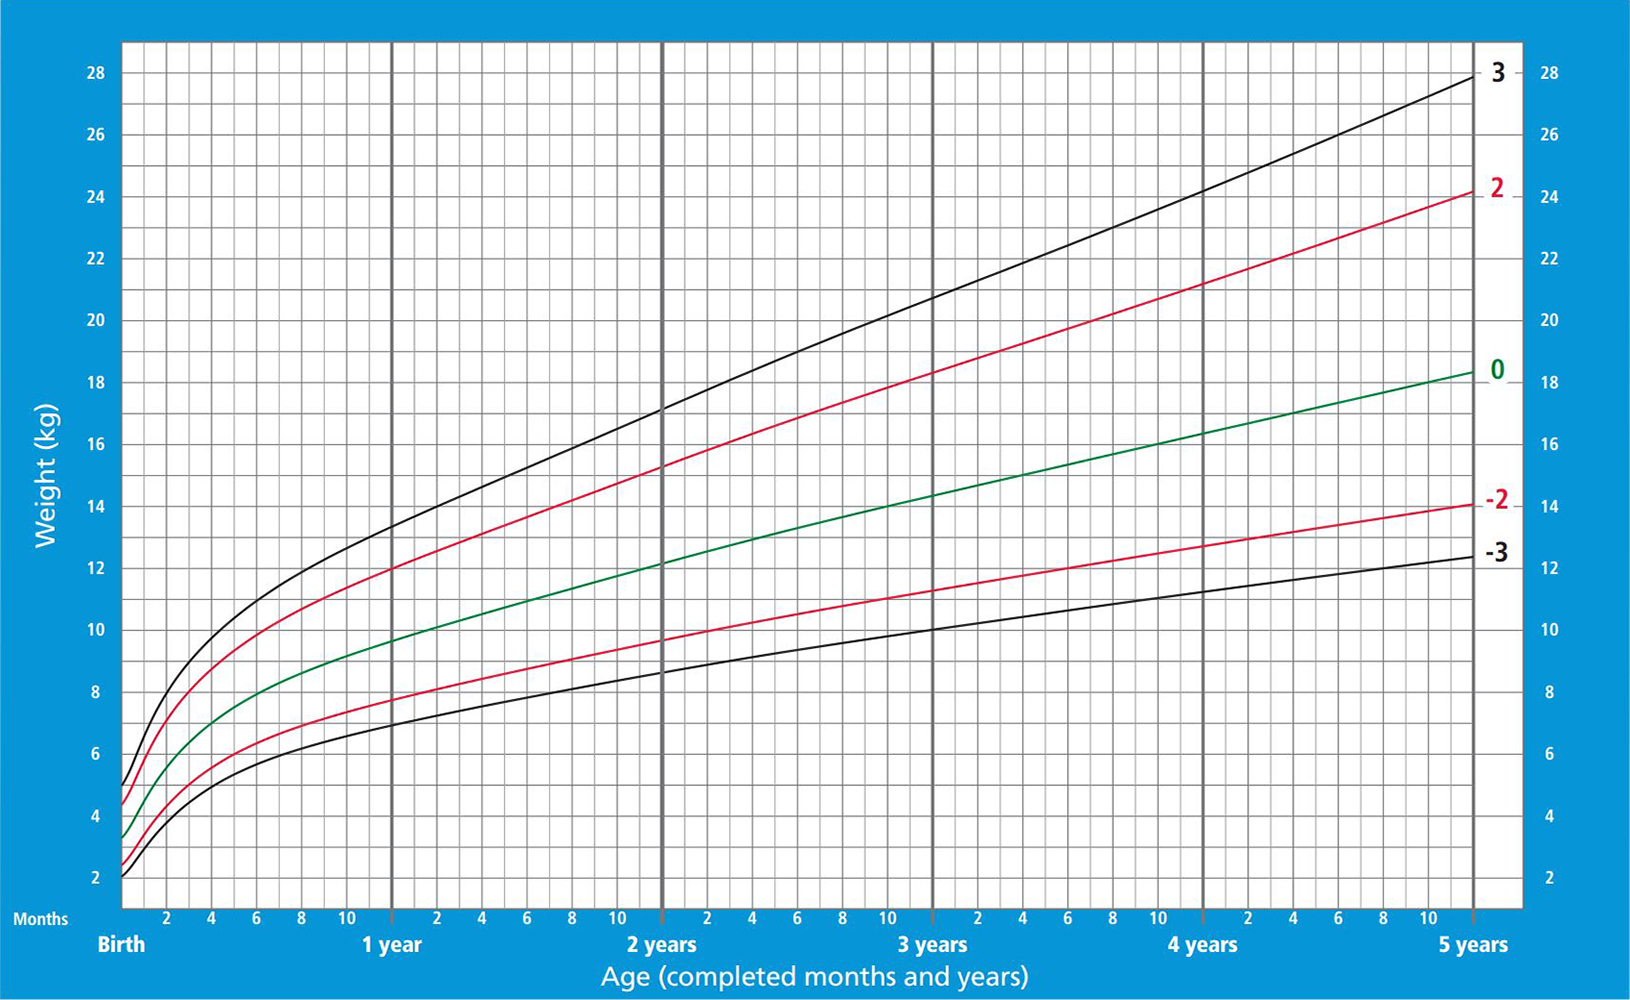 28 3 28
26 26
24 2 24
22 22
20 20
18 0 18
16 16
14 -2 14
12 -3 12
10 10
8 8
6 6
4 4
2 2
Weight (kg)
Months 2 4 6 8 10 2 4 6 8 10 2 4 6 8 10 2 4 6 8 10 2 4 6 8 10
Birth 1 year 2 years 3 years 4 years 5 years
Age (completed months and years)